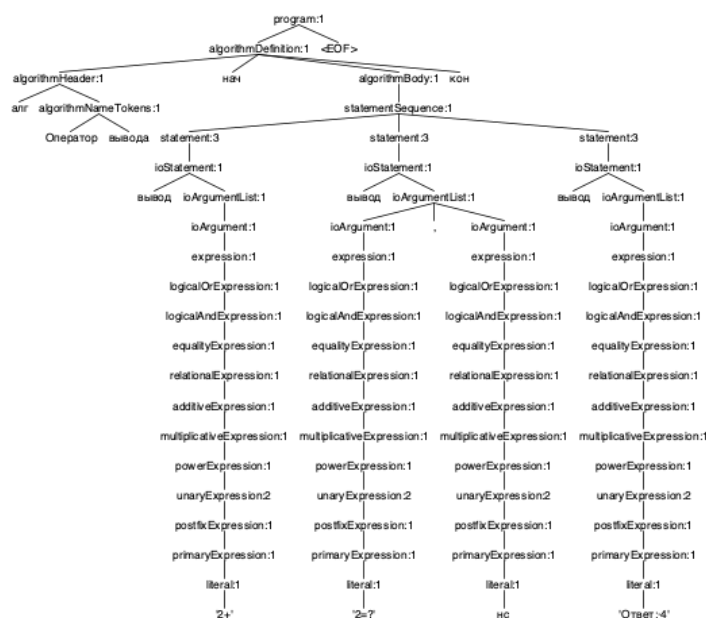 program:1
algorithmDefinition:1 <EOF>
algorithmHeader:1 нач algorithmBody:1 кон
алг algorithmNameTokens:1 statementSequence:1
Оператор вывода statement:3 statement:3 statement:3
ioStatement:1 ioStatement:1 ioStatement:1
вывод ioArgumentList:1 вывод ioArgumentList:1 вывод ioArgumentList:1
ioArgument:1 ioArgument:1 , ioArgument:1 ioArgument:1
expression:1 expression:1 expression:1 expression:1
logicalOrExpression:1 logicalOrExpression:1 logicalOrExpression:1 logicalOrExpression:1
logicalAndExpression:1 logicalAndExpression:1 logicalAndExpression:1 logicalAndExpression:1
equalityExpression:1 equalityExpression:1 equalityExpression:1 equalityExpression:1
relationalExpression:1 relationalExpression:1 relationalExpression:1 relationalExpression:1
additiveExpression:1 additiveExpression:1 additiveExpression:1 additiveExpression:1
multiplicativeExpression:1 multiplicativeExpression:1 multiplicativeExpression:1 multiplicativeExpression:1
powerExpression:1 powerExpression:1 powerExpression:1 powerExpression:1
unaryExpression:2 unaryExpression:2 unaryExpression:2 unaryExpression:2
postfixExpression:1 postfixExpression:1 postfixExpression:1 postfixExpression:1
primaryExpression:1 primaryExpression:1 primaryExpression:1 primaryExpression:1
literal:1 literal:1 literal:1 literal:1
'2+' '2=?' нс 'Ответ:4'